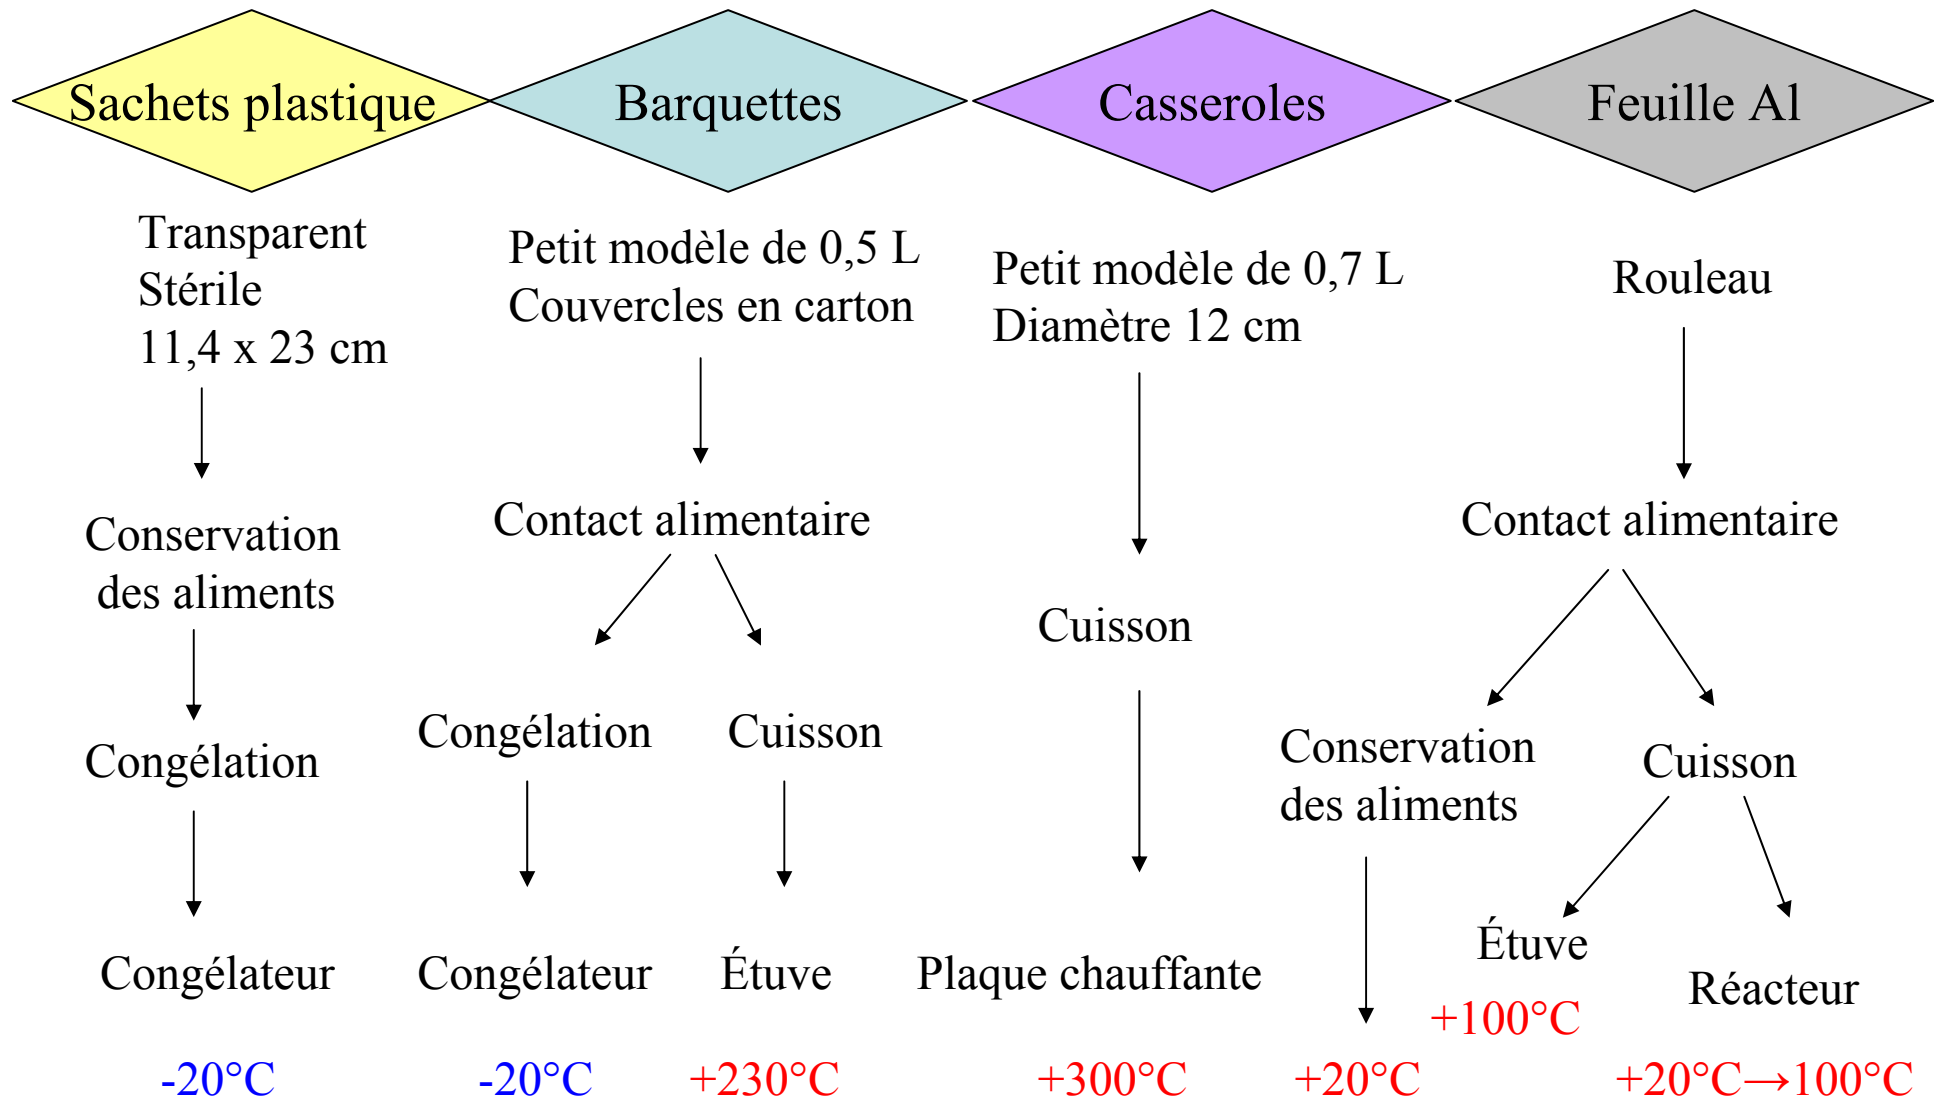 Sachets plastique
Barquettes
Casseroles
Feuille Al
Transparent
Stérile
11,4 x 23 cm
Petit modèle de 0,5 L
Couvercles en carton
Petit modèle de 0,7 L
Diamètre 12 cm
Rouleau
Conservation
des aliments
Contact alimentaire
Cuisson
Contact alimentaire
Congélation
Congélation
Cuisson
Conservation
des aliments
Cuisson
Congélateur
Congélateur
Étuve
Plaque chauffante
Étuve
+100°C
Réacteur
-20°C
-20°C
+230°C
+300°C
+20°C
+20°C→100°C